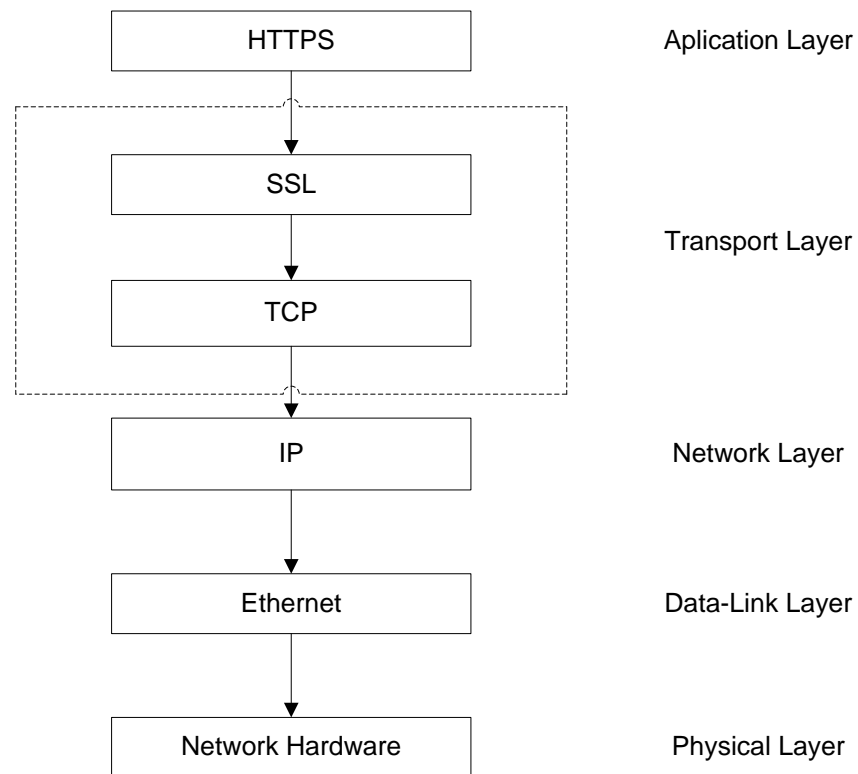 HTTPS
Aplication Layer
SSL
Transport Layer
TCP
IP
Network Layer
Ethernet
Data-Link Layer
Network Hardware
Physical Layer